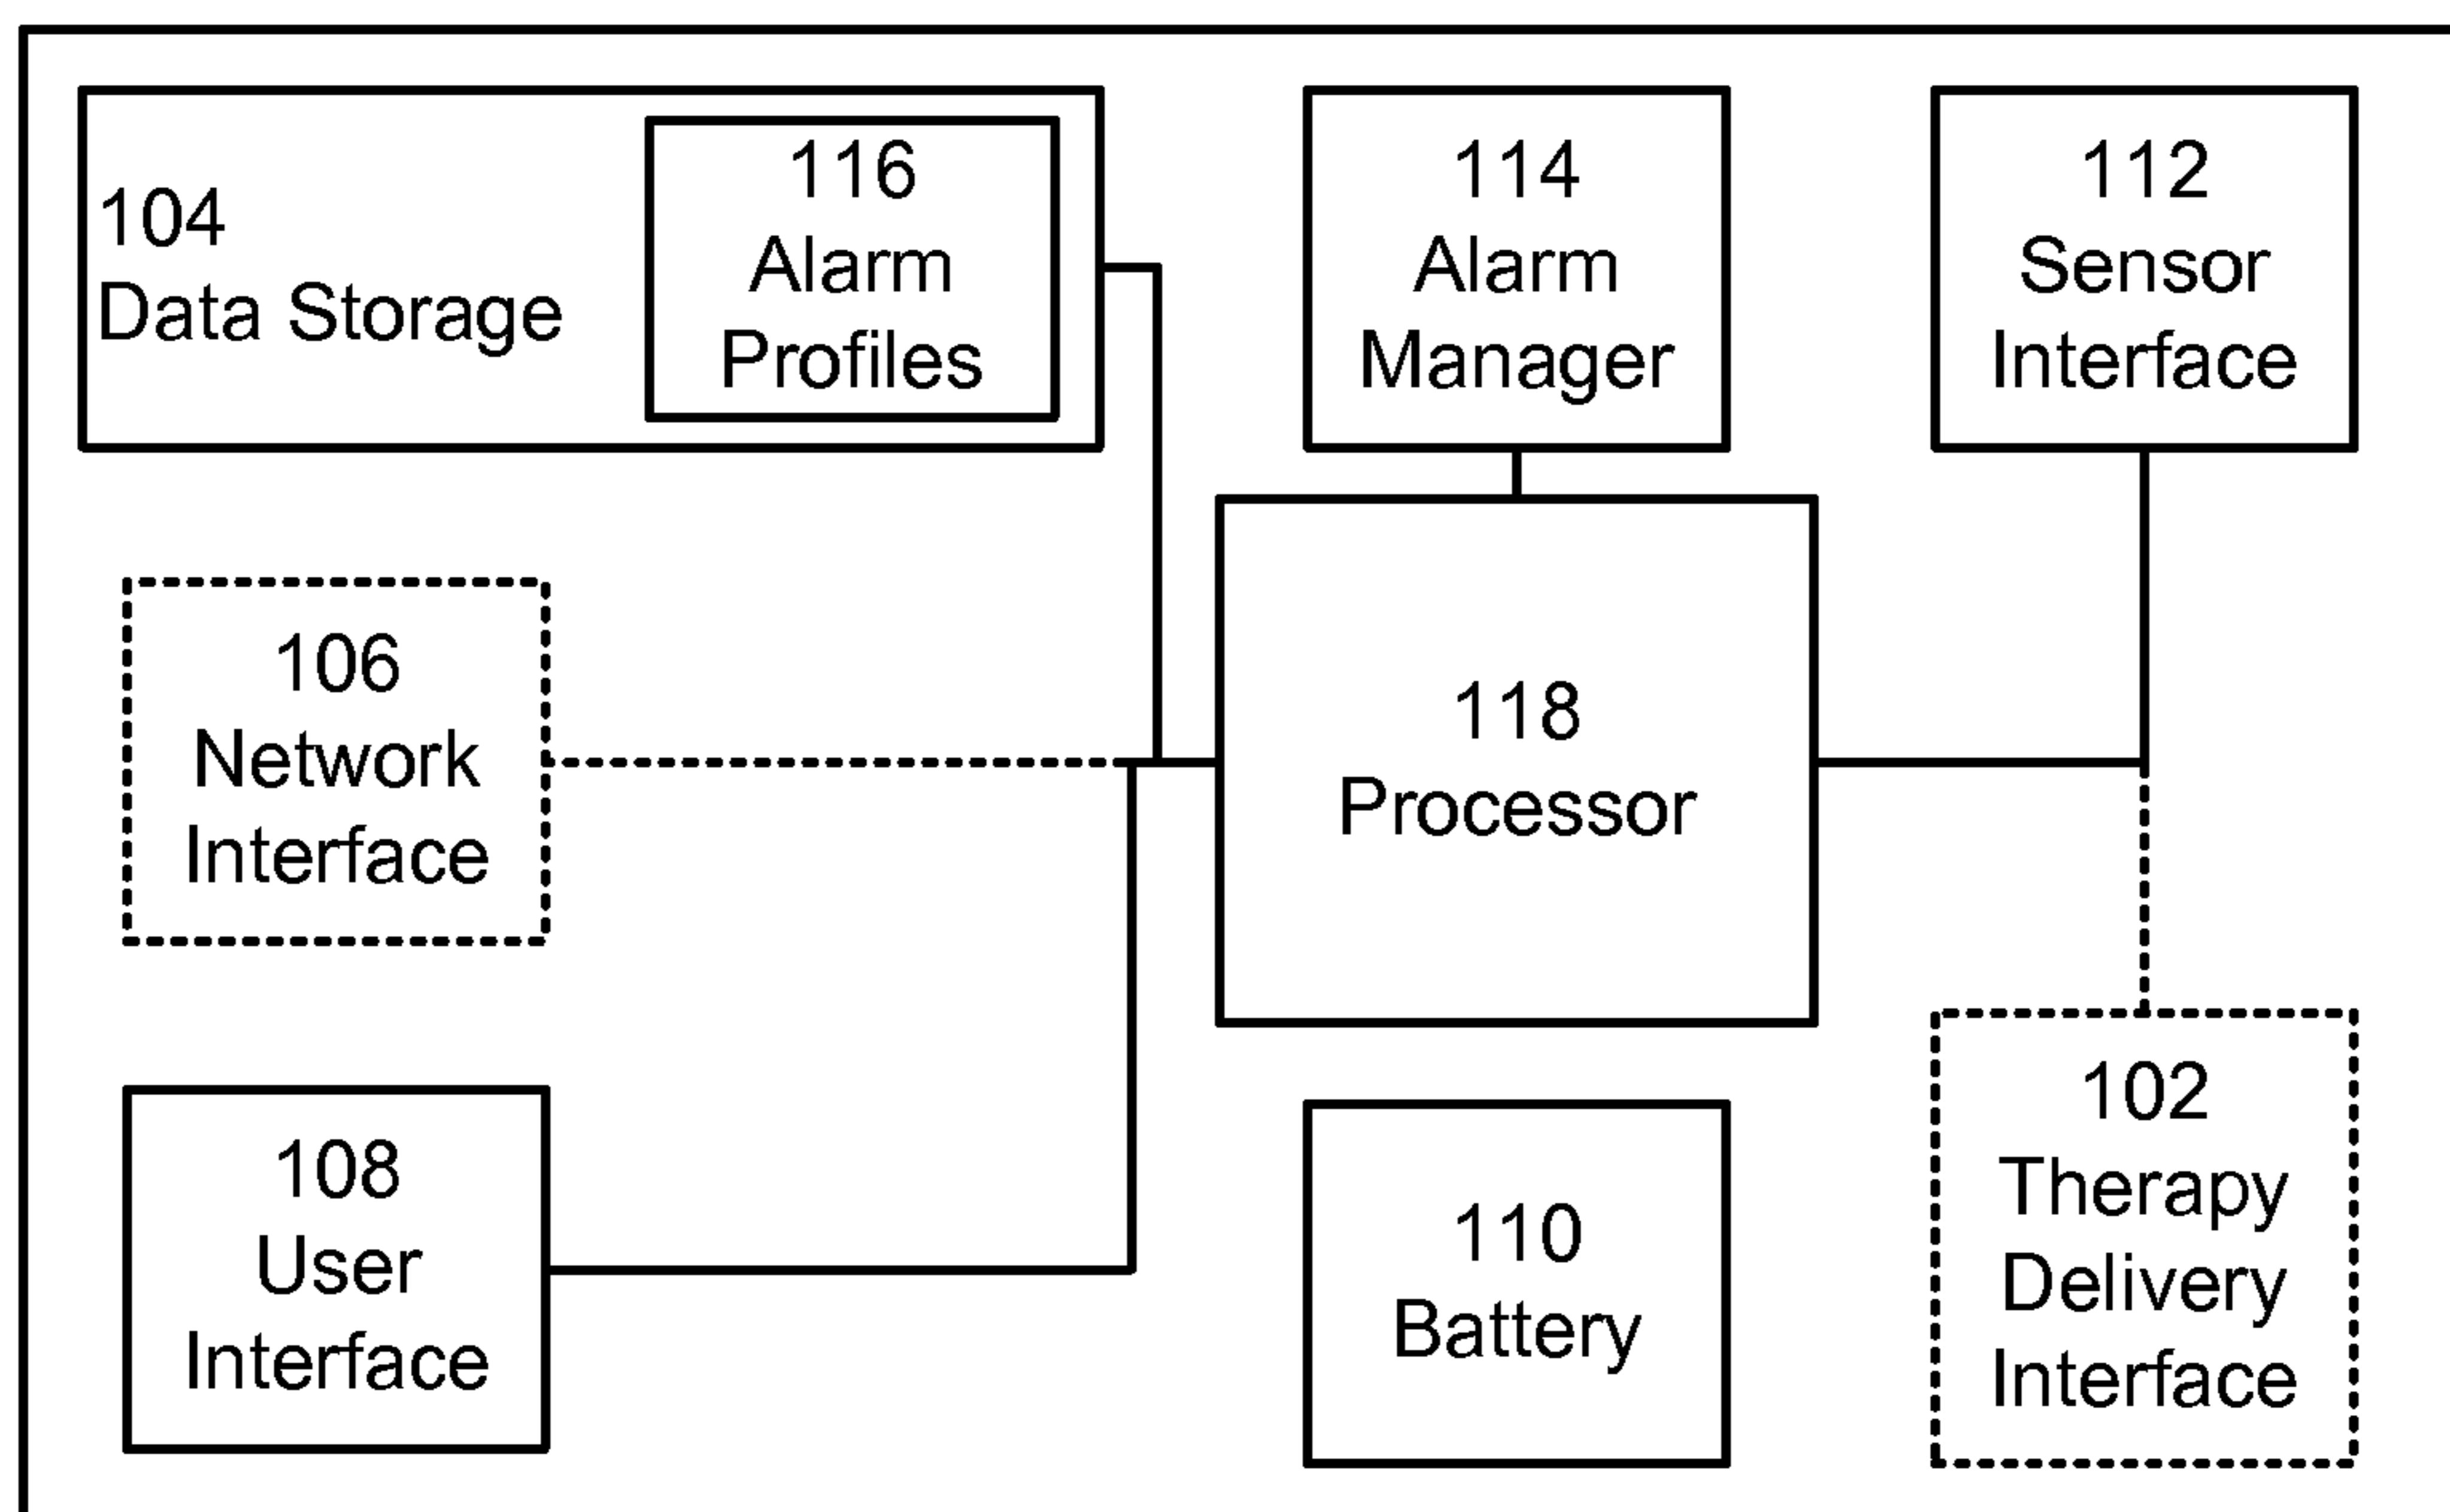 104
Data Storage
116
Alarm
Profiles
114
Alarm
Manager
112
Sensor
Interface
106
Network
Interface
118
Processor
108
User
Interface
110
Battery
102
Therapy
Delivery
Interface